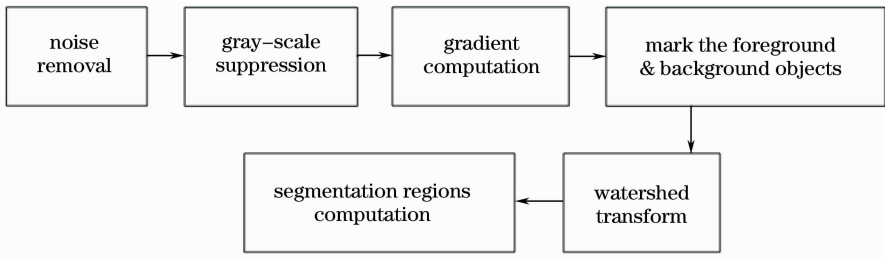 noise
removal
gray-scale
suppression
gradient
computation
mark the foreground
& background objects
watershed
transform
segmentation regions
computation